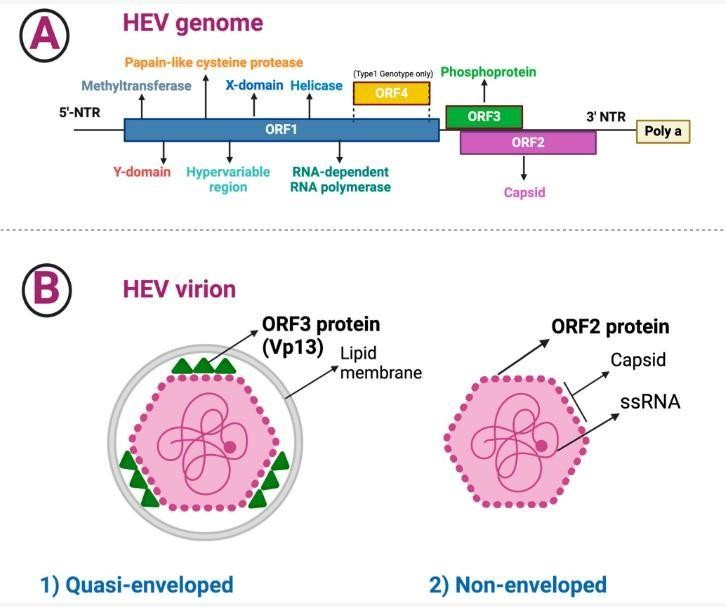 A
HEV genome
Papain-like cysteine protease
(Type1 Genotype only)
Phosphoprotein
Methyltransferase
X-domain
Helicase
ORF4
5'-NTR
ORF3
3' NTR
ORF1
Poly a
ORF2
Y-domain
Hypervariable
region
RNA-dependent
RNA polymerase
Capsid
B
HEV virion
ORF3 protein
(Vp13)
Lipid
membrane
ORF2 protein
Capsid
ssRNA
1) Quasi-enveloped
2) Non-enveloped